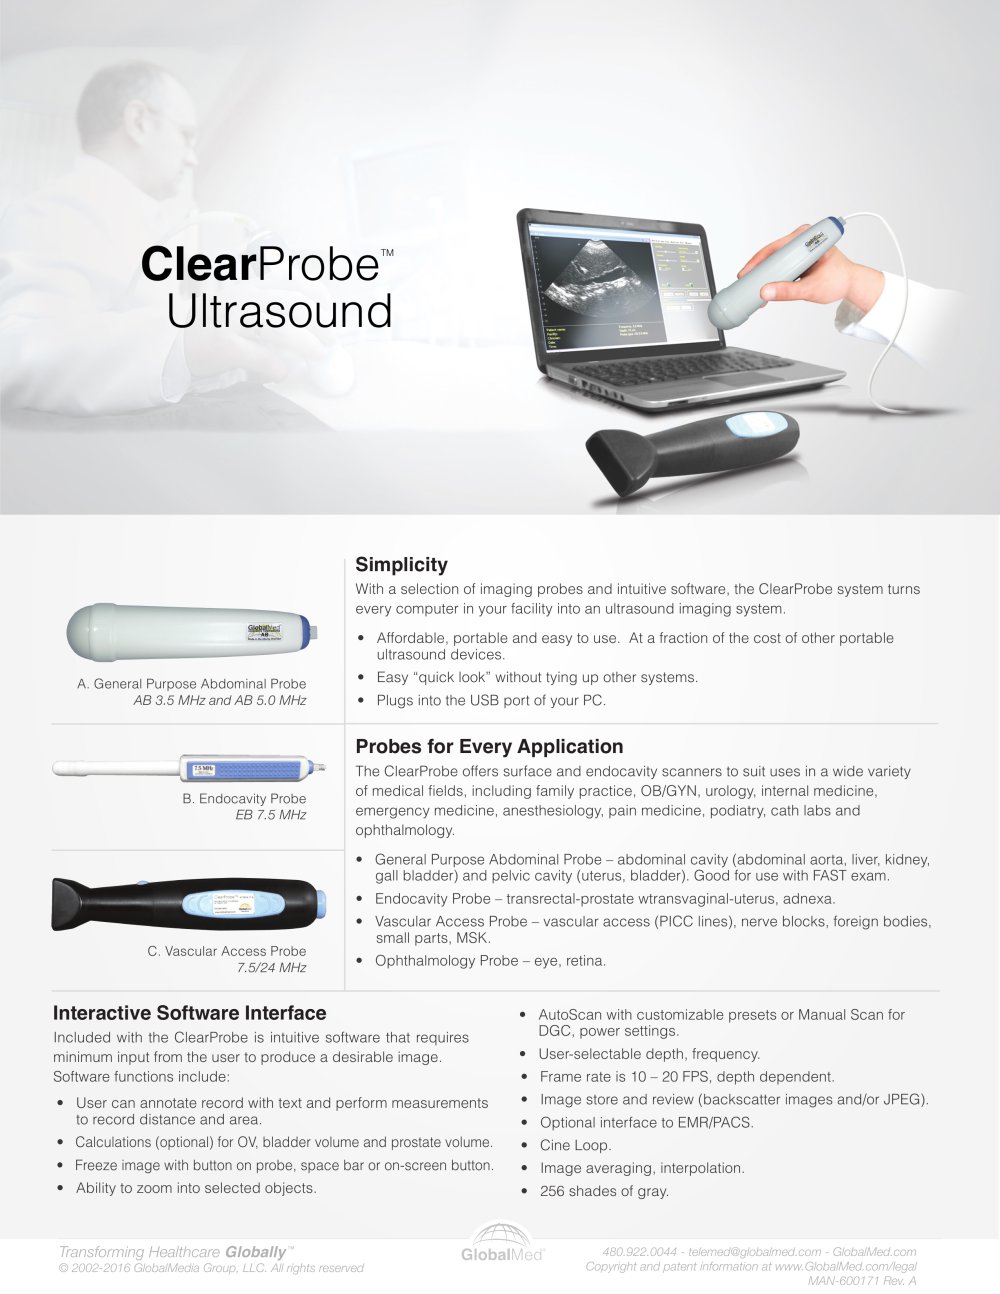 ClearProbe™
Ultrasound
Simplicity
With a selection of imaging probes and intuitive software, the ClearProbe system turns
every computer in your facility into an ultrasound imaging system.
• Affordable, portable and easy to use.  At a fraction of the cost of other portable
ultrasound devices.
• Easy “quick look” without tying up other systems.
• Plugs into the USB port of your PC.
GlobalMed
AB
A. General Purpose Abdominal Probe
AB 3.5 MHz and AB 5.0 MHz
7.5 MHz
B. Endocavity Probe
EB 7.5 MHz
Probes for Every Application
The ClearProbe offers surface and endocavity scanners to suit uses in a wide variety
of medical fields, including family practice, OB/GYN, urology, internal medicine,
emergency medicine, anesthesiology, pain medicine, podiatry, cath labs and
ophthalmology.
• General Purpose Abdominal Probe – abdominal cavity (abdominal aorta, liver, kidney,
gall bladder) and pelvic cavity (uterus, bladder). Good for use with FAST exam.
• Endocavity Probe – transrectal-prostate wtransvaginal-uterus, adnexa.
• Vascular Access Probe – vascular access (PICC lines), nerve blocks, foreign bodies,
small parts, MSK.
• Ophthalmology Probe – eye, retina.
ClearProbe
C. Vascular Access Probe
7.5/24 MHz
Interactive Software Interface
Included with the ClearProbe is intuitive software that requires
minimum input from the user to produce a desirable image.
Software functions include:
• User can annotate record with text and perform measurements
to record distance and area.
• Calculations (optional) for OV, bladder volume and prostate volume.
• Freeze image with button on probe, space bar or on-screen button.
• Ability to zoom into selected objects.
• AutoScan with customizable presets or Manual Scan for
DGC, power settings.
• User-selectable depth, frequency.
• Frame rate is 10 – 20 FPS, depth dependent.
• Image store and review (backscatter images and/or JPEG).
• Optional interface to EMR/PACS.
• Cine Loop.
• Image averaging, interpolation.
• 256 shades of gray.
Transforming Healthcare Globally™
© 2002-2016 GlobalMedia Group, LLC. All rights reserved
GlobalMed®
480.922.0044 - telemed@globalmed.com - GlobalMed.com
Copyright and patent information at www.GlobalMed.com/legal
MAN-600171 Rev. A